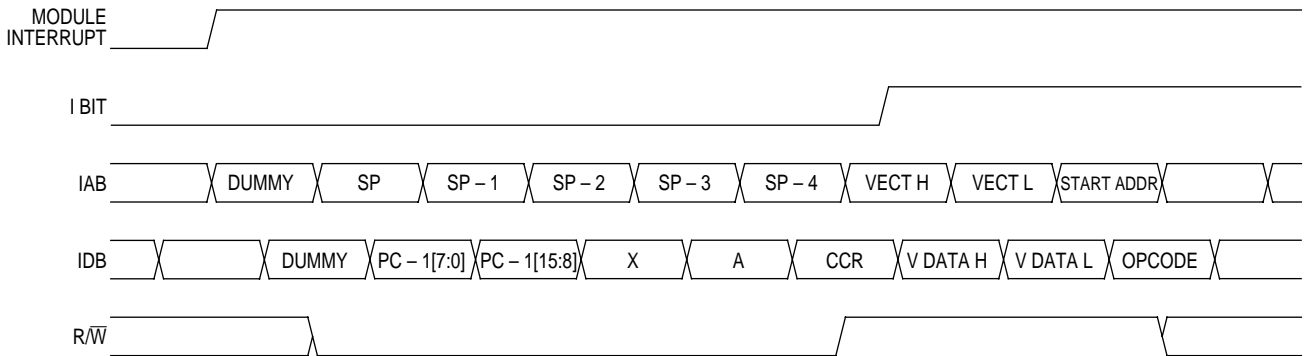 MODULE
INTERRUPT
I BIT
IAB DUMMY SP SP – 1 SP – 2 SP – 3 SP – 4 VECT H VECT L START ADDR
IDB DUMMY PC – 1[7:0] PC – 1[15:8] X A CCR V DATA H V DATA L OPCODE
R/W̅